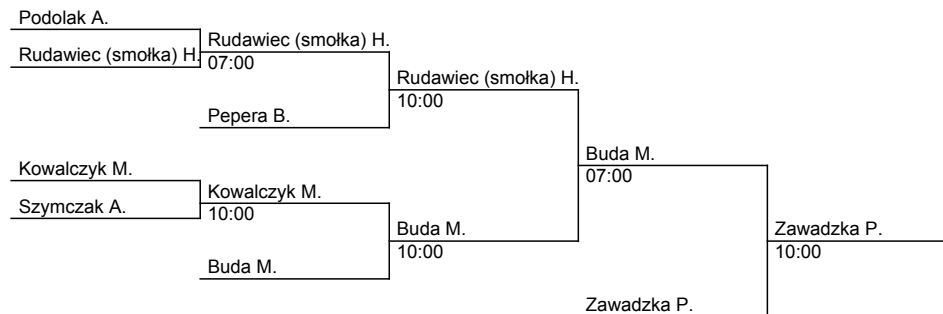 Podolak A.
Rudawiec (smołka) H.
Rudawiec (smołka) H.
07:00
Rudawiec (smołka) H.
10:00
Pepera B.
Buda M.
07:00
Kowalczyk M.
Kowalczyk M.
10:00
Szymczak A.
Buda M.
10:00
Zawadzka P.
10:00
Buda M.
Zawadzka P.